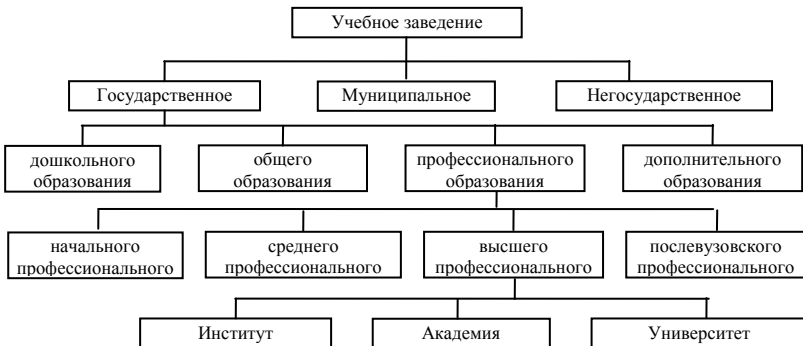 Учебное заведение
Государственное
Муниципальное
Негосударственное
дошкольного
образования
общего
образования
профессионального
образования
дополнительного
образования
начального
профессионального
среднего
профессионального
высшего
профессионального
послевузовского
профессионального
Институт
Академия
Университет